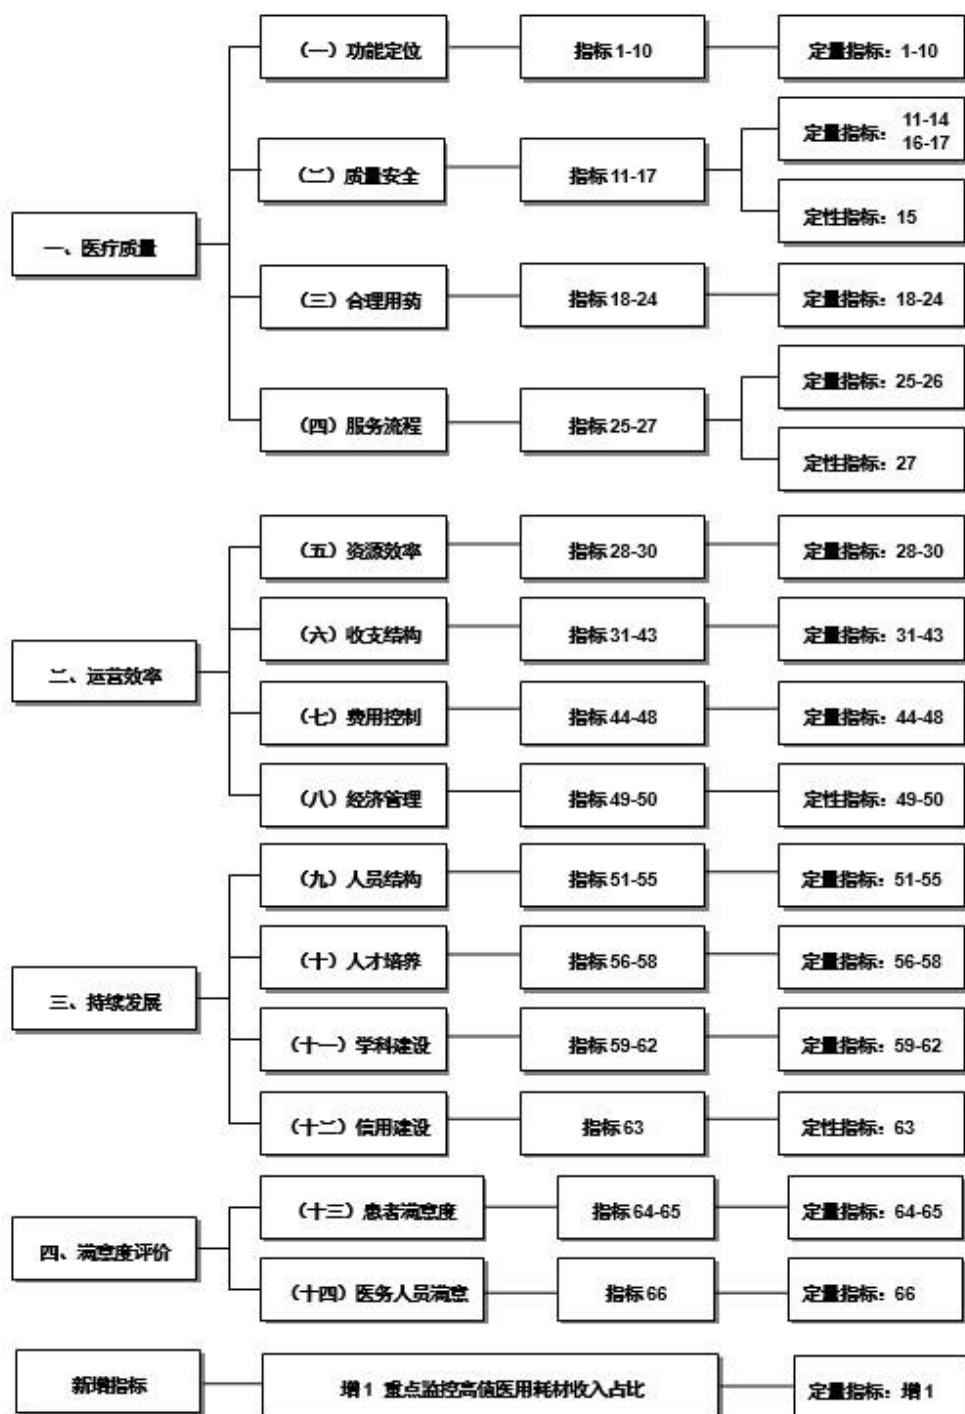 一、医疗质量
（一）功能定位
指标 1-10
定量指标：1-10
（二）质量安全
指标 11-17
定量指标：11-14
16-17
定性指标：15
（三）合理用药
指标 18-24
定量指标：18-24
（四）服务流程
指标 25-27
定量指标：25-26
定性指标：27
二、运营效率
（五）资源效率
指标 28-30
定量指标：28-30
（六）收支结构
指标 31-43
定量指标：31-43
（七）费用控制
指标 44-48
定量指标：44-48
（八）经济管理
指标 49-50
定性指标：49-50
三、持续发展
（九）人员结构
指标 51-55
定量指标：51-55
（十）人才培养
指标 56-58
定量指标：56-58
（十一）学科建设
指标 59-62
定量指标：59-62
（十二）信用建设
指标 63
定性指标：63
四、满意度评价
（十三）患者满意度
指标 64-65
定量指标：64-65
（十四）医务人员满意
指标 66
定量指标：66
新增指标
增 1 重点监控高值医用耗材收入占比
定量指标：增 1